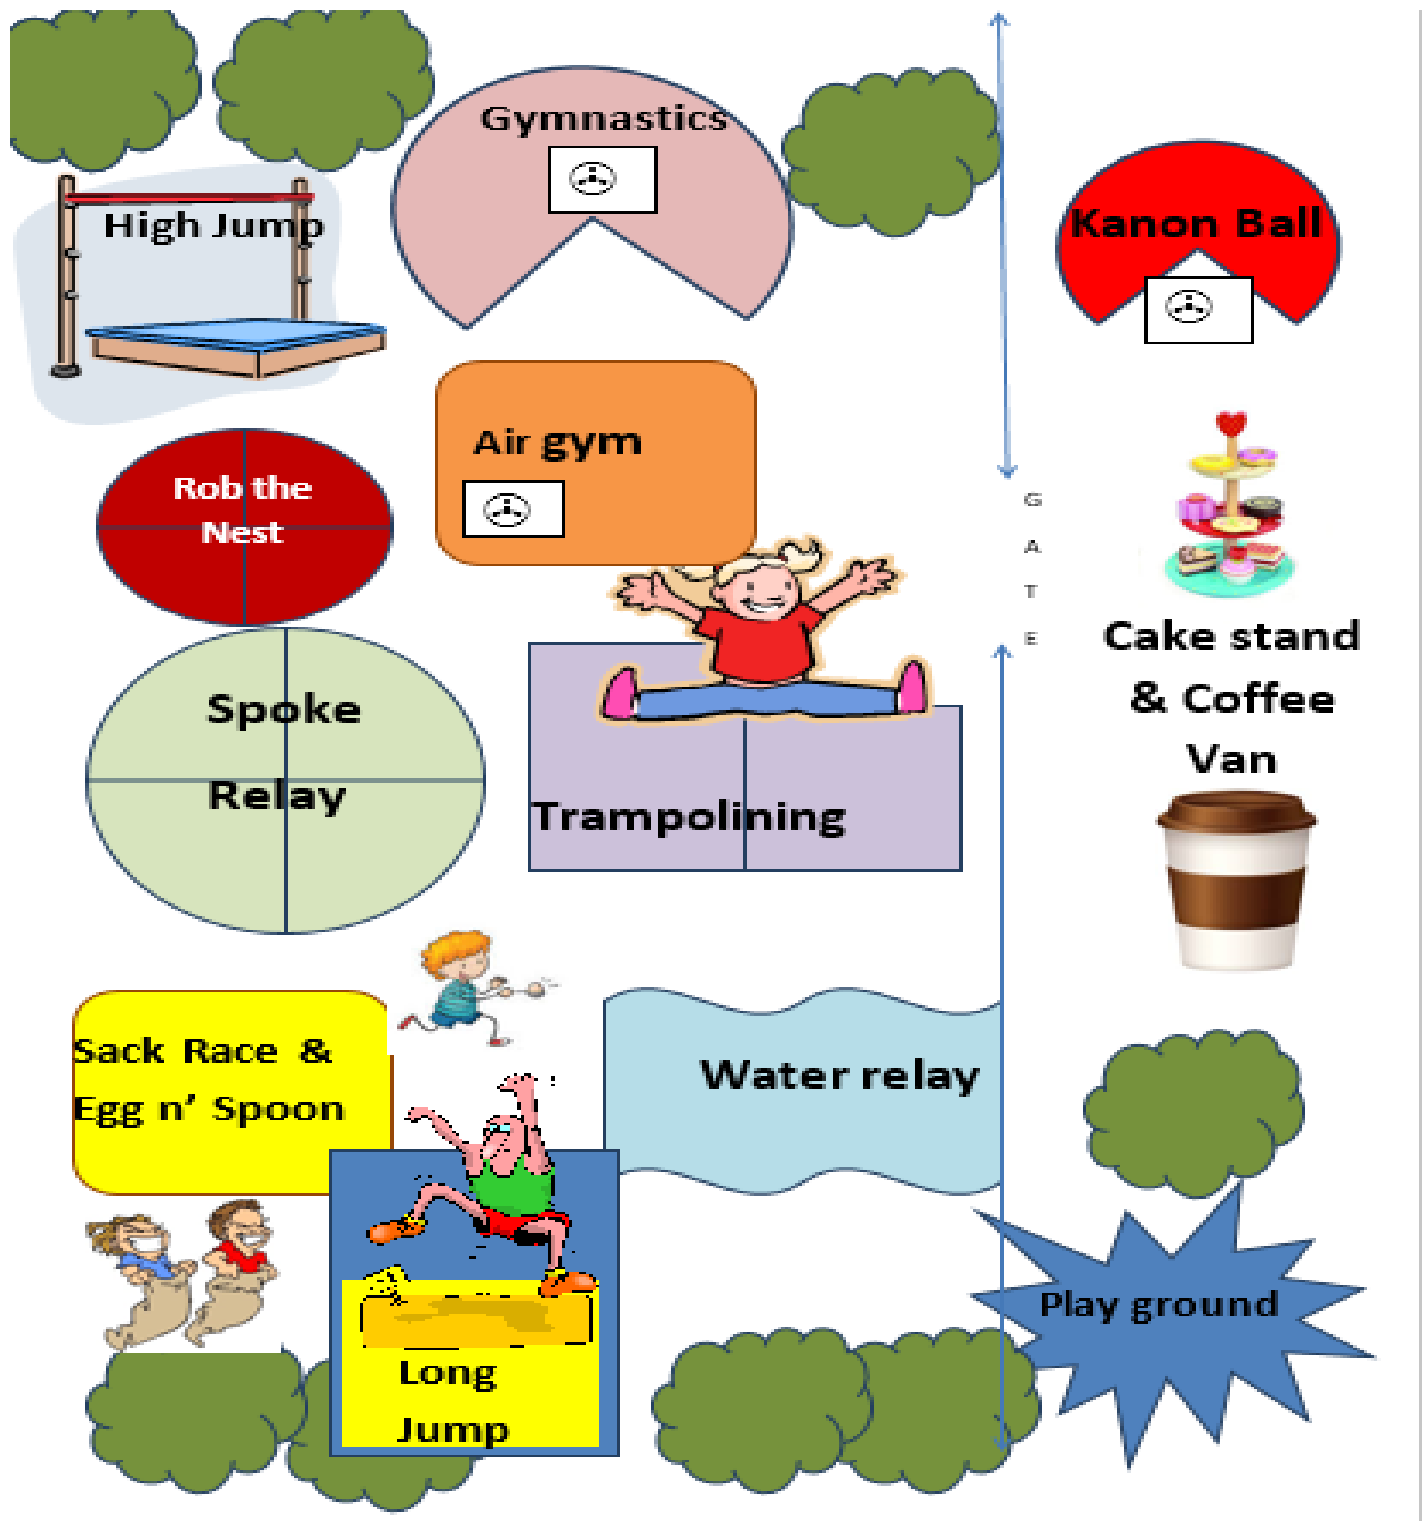 Gymnastics
High Jump
Kanon Ball
Air gym
Rob the
Nest
G
A
T
E
Cake stand
& Coffee
Van
Spoke
Relay
Trampolining
Sack Race &
Egg n’ Spoon
Water relay
Play ground
Long
Jump